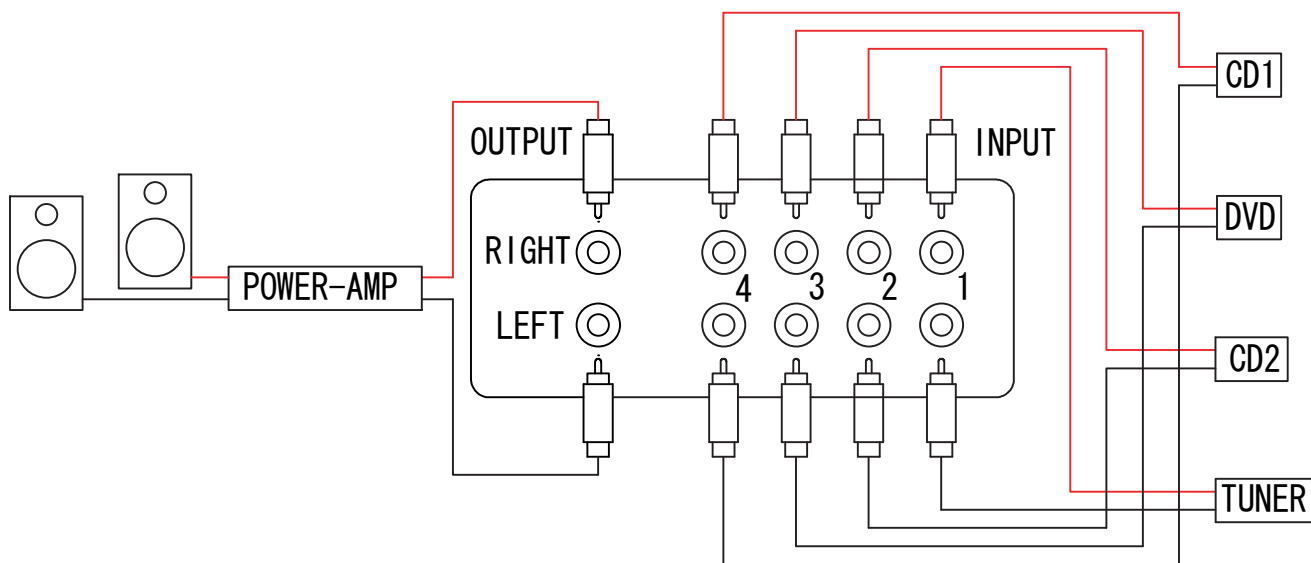 CD1
OUTPUT
INPUT
DVD
RIGHT
POWER-AMP
4
3
2
1
LEFT
CD2
TUNER